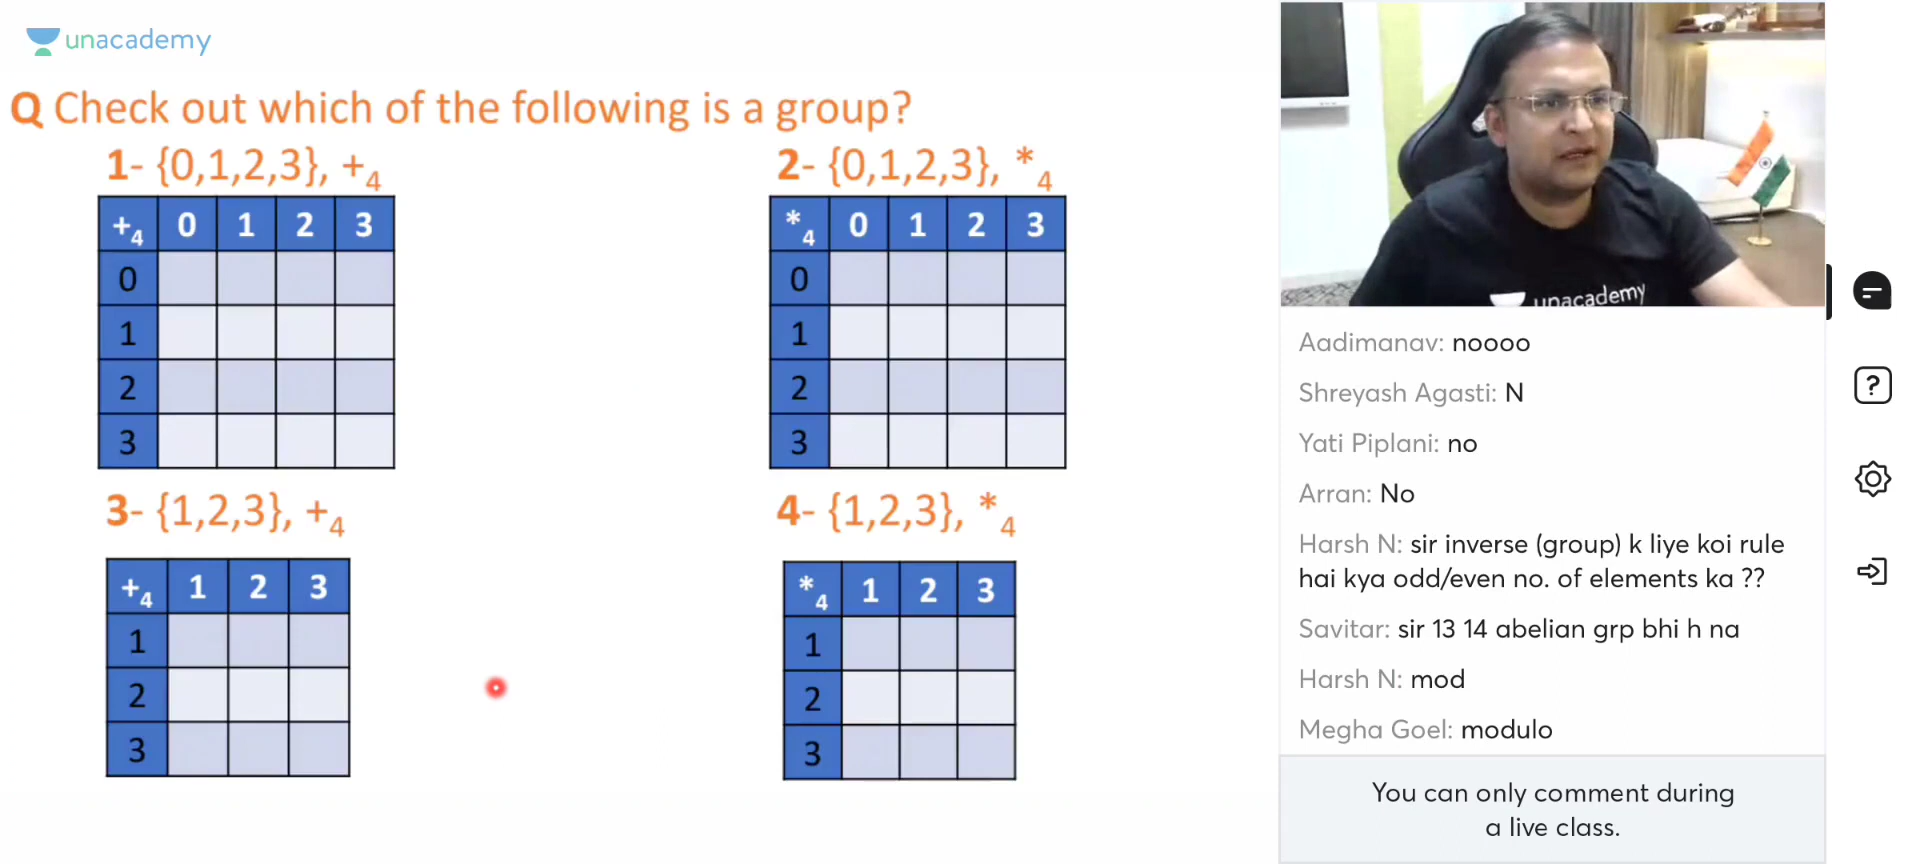 unacademy
Q Check out which of the following is a group?
1- {0,1,2,3}, +4
2- {0,1,2,3}, *4
+4 0 1 2 3
0
1
2
3
*4 0 1 2 3
0
1
2
3
3- {1,2,3}, +4
4- {1,2,3}, *4
+4 1 2 3
1
2
3
*4 1 2 3
1
2
3
unacademy
Aadimanav: noooo
Shreyash Agasti: N
Yati Piplani: no
Arran: No
Harsh N: sir inverse (group) k liye koi rule
hai kya odd/even no. of elements ka ??
Savitar: sir 13 14 abelian grp bhi h na
Harsh N: mod
Megha Goel: modulo
You can only comment during
a live class.
?